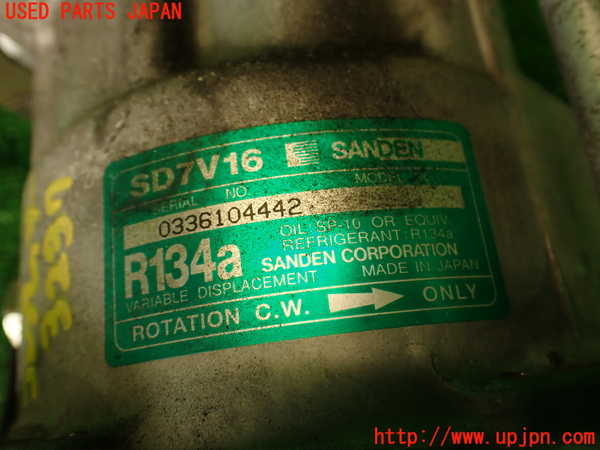 USED PARTS JAPAN
SD7V16 SANDEN
SERIAL NO. MODEL
0336104442
OIL SP-10 OR EQUIV.
REFRIGERANT: R134a
R134a SANDEN CORPORATION
VARIABLE DISPLACEMENT MADE IN JAPAN
ROTATION C.W. ONLY
http://www.upjpn.com/